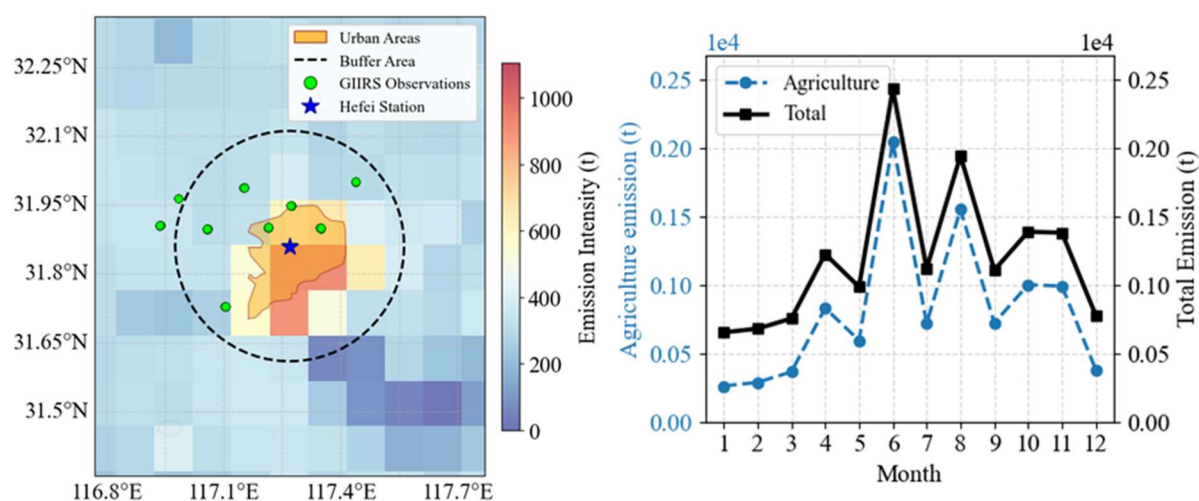 Urban Areas
Buffer Area
GIIRS Observations
Hefei Station
32.25°N
32.1°N
31.95°N
31.8°N
31.65°N
31.5°N
116.8°E 117.1°E 117.4°E 117.7°E
1000
800
600
400
200
0
Emission Intensity (t)
1e4 1e4
Agriculture
Total
0.25 0.25
0.20 0.20
0.15 0.15
0.10 0.10
0.05 0.05
0.00 0.00
Agriculture emission (t)
Total Emission (t)
1 2 3 4 5 6 7 8 9 10 11 12
Month